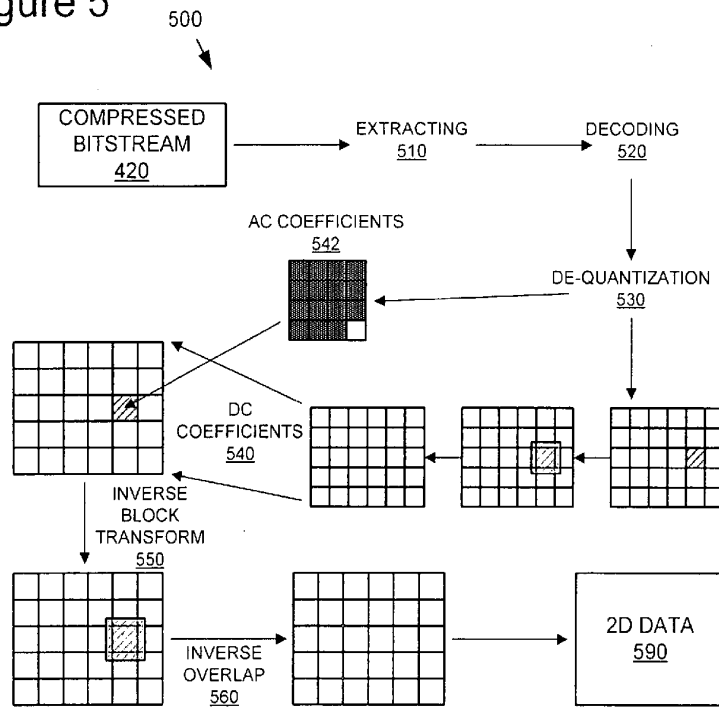 gure 5
500
COMPRESSED
BITSTREAM
420
EXTRACTING
510
DECODING
520
AC COEFFICIENTS
542
DE-QUANTIZATION
530
DC
COEFFICIENTS
540
INVERSE
BLOCK
TRANSFORM
550
INVERSE
OVERLAP
560
2D DATA
590